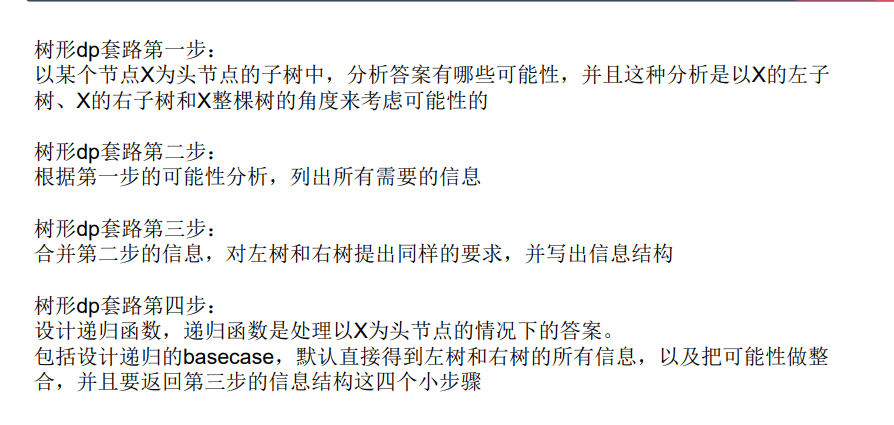 树形dp套路第一步：
以某个节点X为头节点的子树中，分析答案有哪些可能性，并且这种分析是以X的左子
树、X的右子树和X整棵树的角度来考虑可能性的
树形dp套路第二步：
根据第一步的可能性分析，列出所有需要的信息
树形dp套路第三步：
合并第二步的信息，对左树和右树提出同样的要求，并写出信息结构
树形dp套路第四步：
设计递归函数，递归函数是处理以X为头节点的情况下的答案。
包括设计递归的basecase，默认直接得到左树和右树的所有信息，以及把可能性做整
合，并且要返回第三步的信息结构这四个小步骤